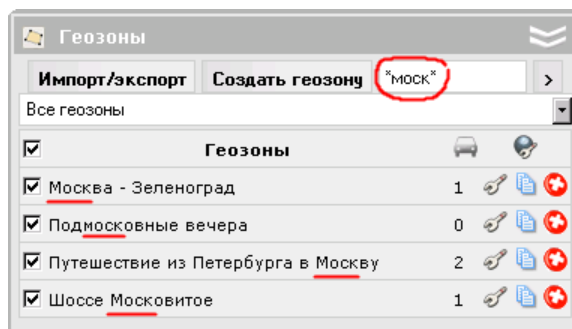 Геозоны
Импорт/экспорт Создать геозону *моск* >
Все геозоны
Геозоны
Москва - Зеленоград 1
Подмосковные вечера 0
Путешествие из Петербурга в Москву 2
Шоссе Московитое 1